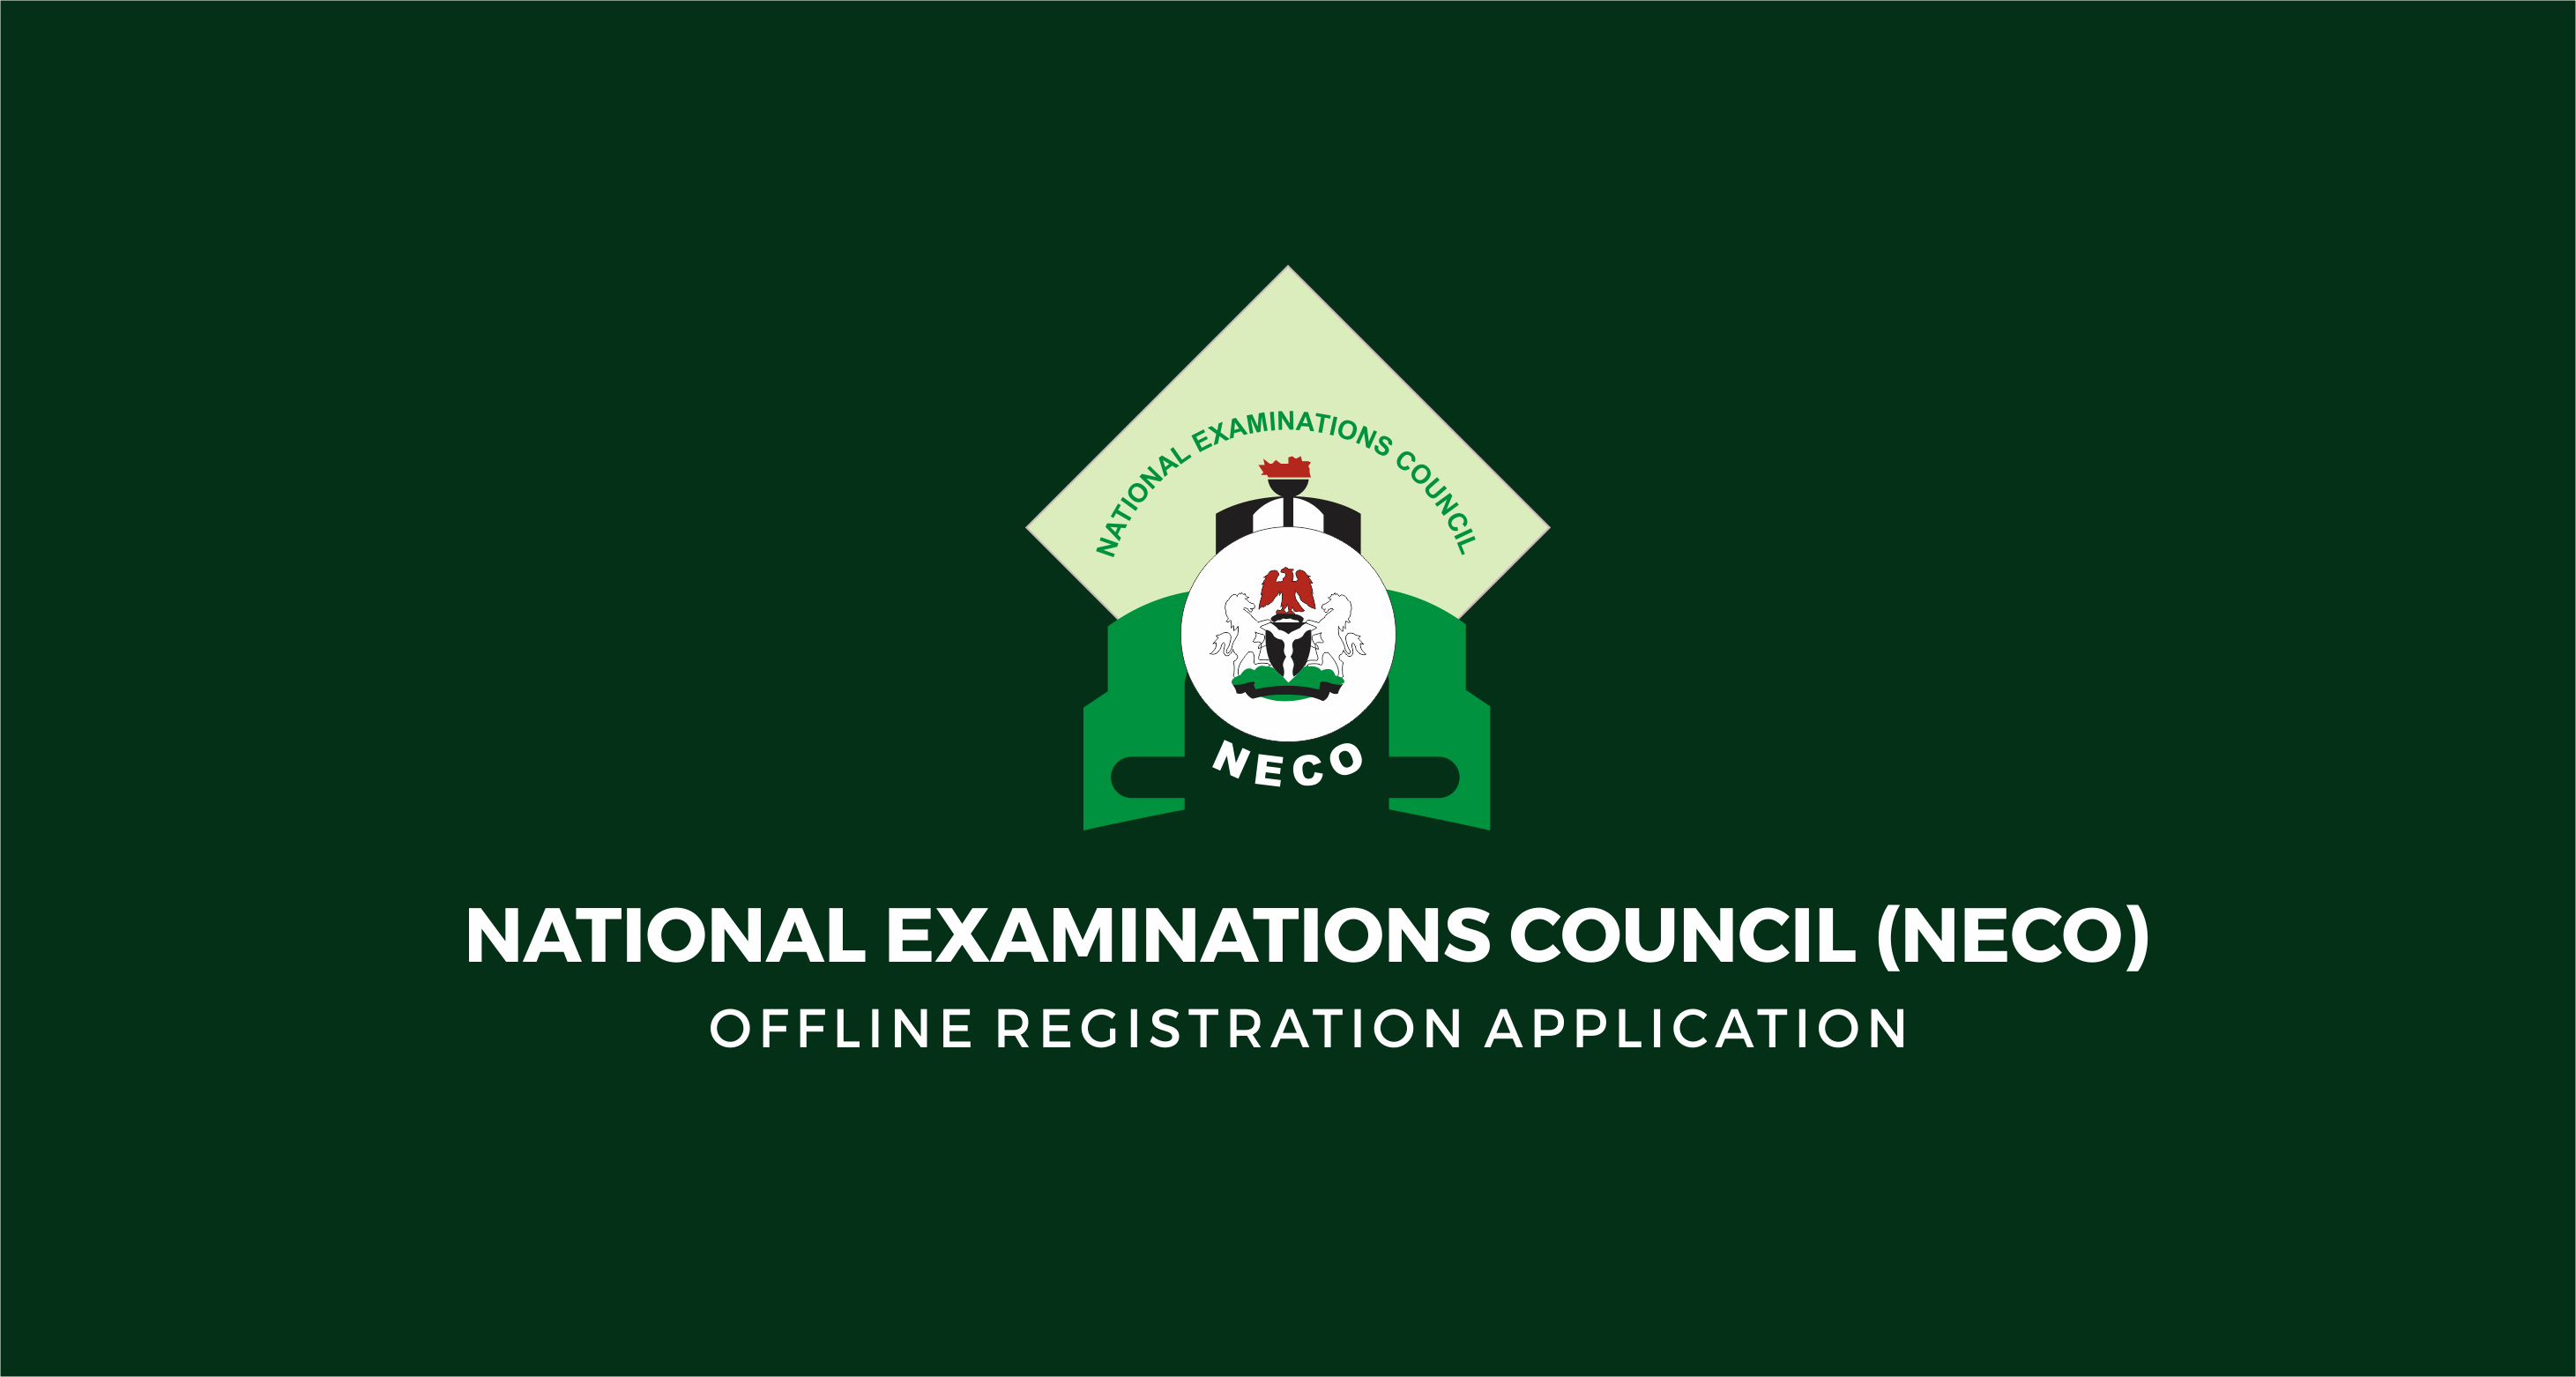 NATIONAL EXAMINATIONS COUNCIL
NECO
NATIONAL EXAMINATIONS COUNCIL (NECO)
OFFLINE REGISTRATION APPLICATION